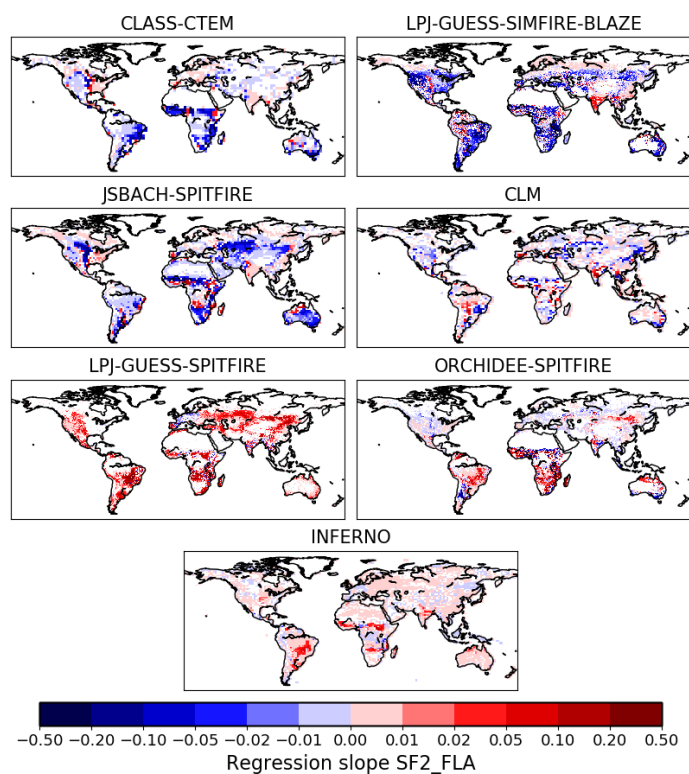 CLASS-CTEM LPJ-GUESS-SIMFIRE-BLAZE
JSBACH-SPITFIRE CLM
LPJ-GUESS-SPITFIRE ORCHIDEE-SPITFIRE
INFERNO
−0.50 −0.20 −0.10 −0.05 −0.02 −0.01 0.00 0.01 0.02 0.05 0.10 0.20 0.50
Regression slope SF2_FLA